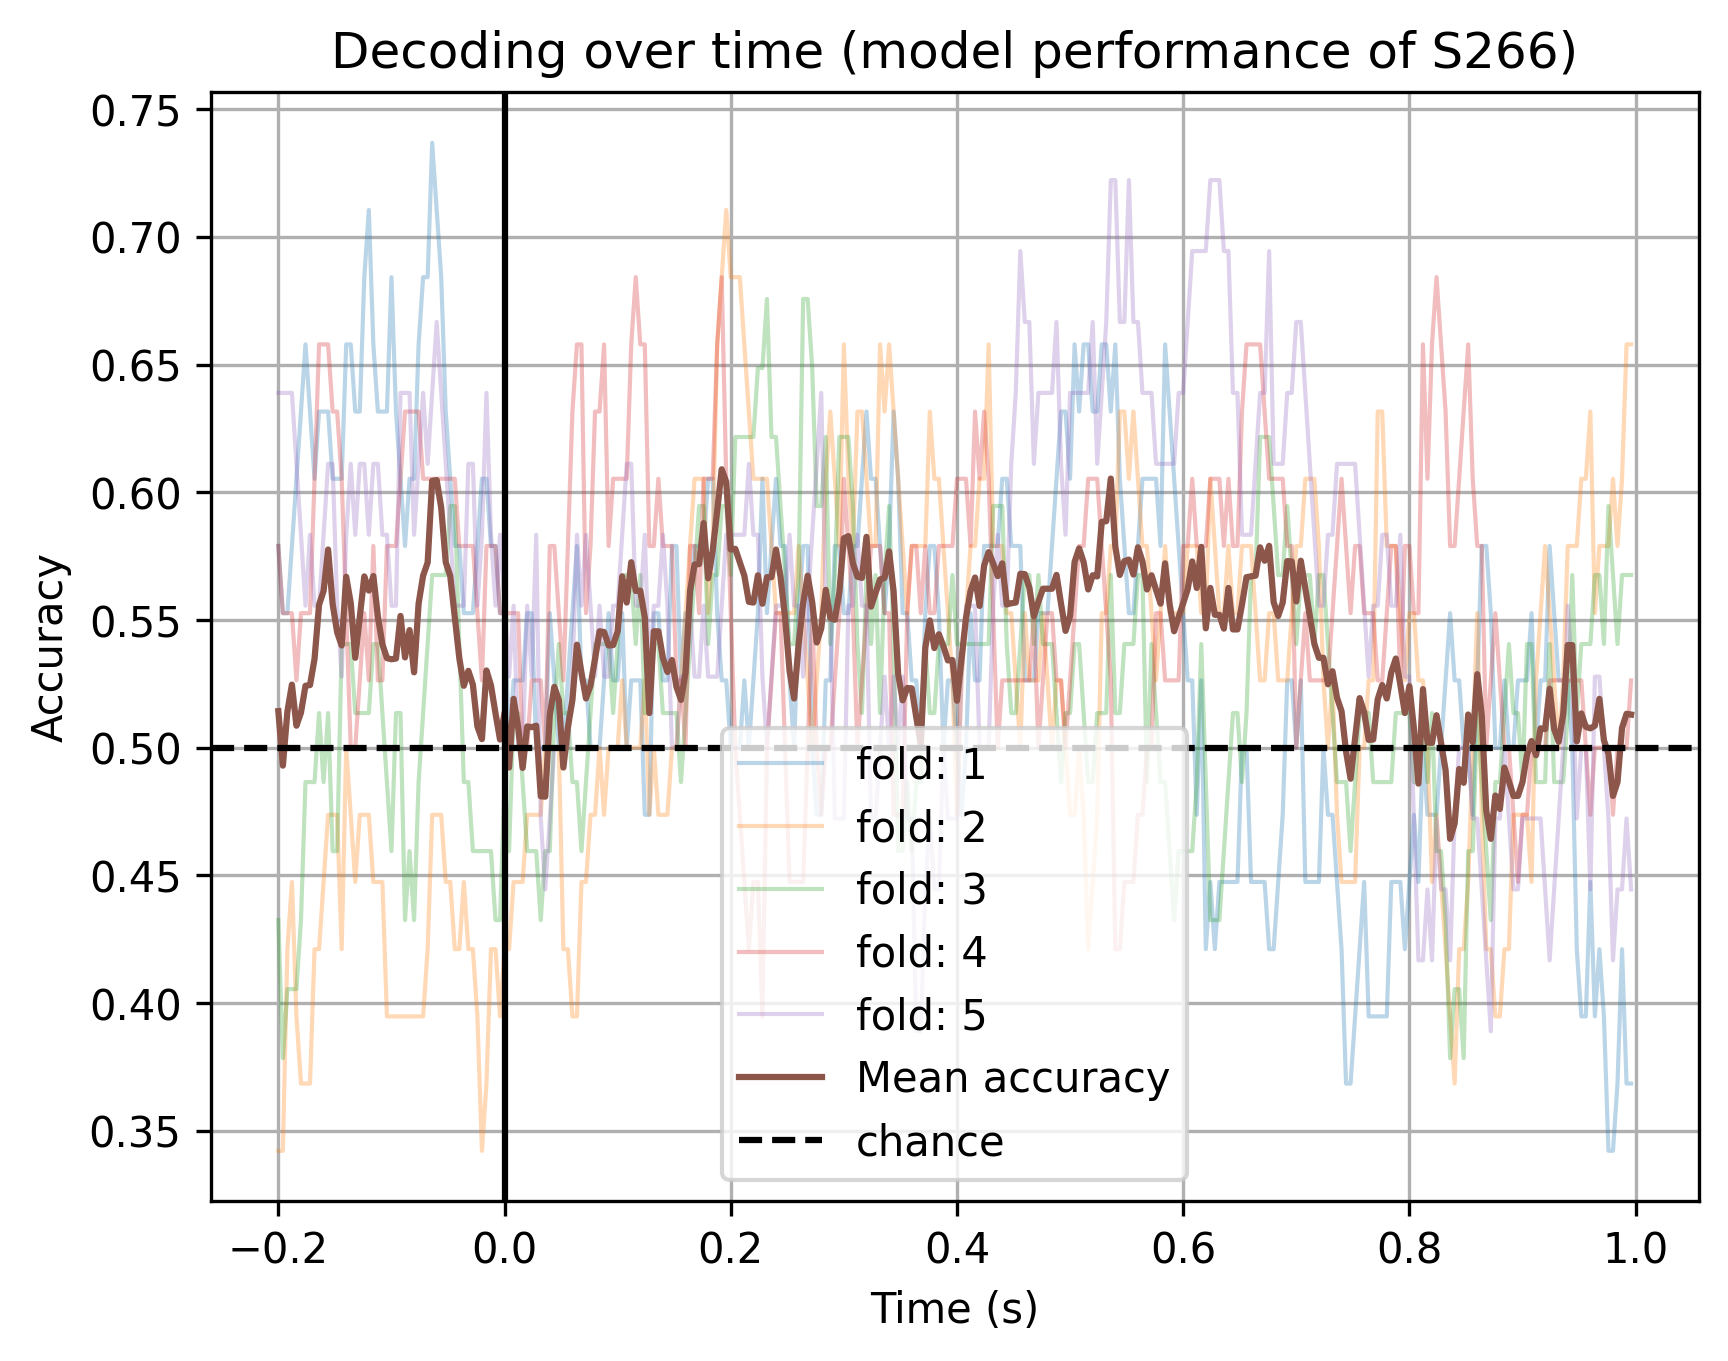 Decoding over time (model performance of S266)
0.75
0.70
0.65
0.60
0.55
0.50
0.45
0.40
0.35
Accuracy
fold: 1
fold: 2
fold: 3
fold: 4
fold: 5
Mean accuracy
chance
−0.2 0.0 0.2 0.4 0.6 0.8 1.0
Time (s)